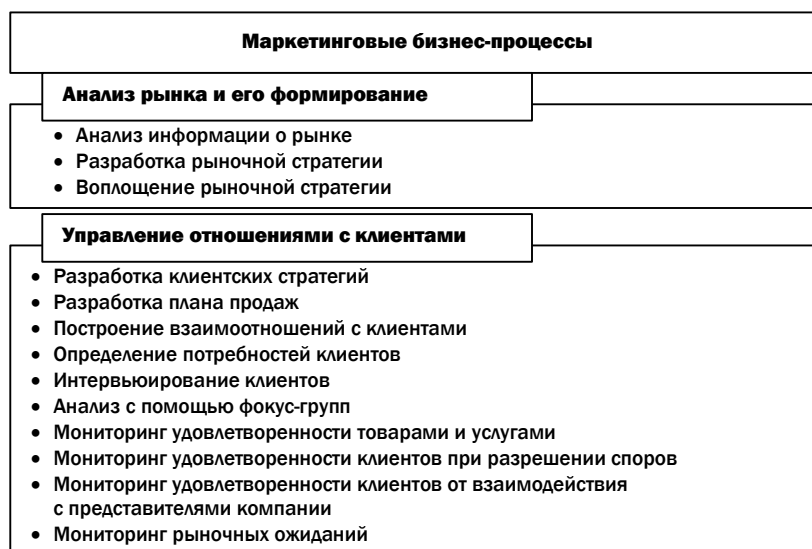 Маркетинговые бизнес-процессы
Анализ рынка и его формирование
• Анализ информации о рынке
• Разработка рыночной стратегии
• Воплощение рыночной стратегии
Управление отношениями с клиентами
• Разработка клиентских стратегий
• Разработка плана продаж
• Построение взаимоотношений с клиентами
• Определение потребностей клиентов
• Интервьюирование клиентов
• Анализ с помощью фокус-групп
• Мониторинг удовлетворенности товарами и услугами
• Мониторинг удовлетворенности клиентов при разрешении споров
• Мониторинг удовлетворенности клиентов от взаимодействия
с представителями компании
• Мониторинг рыночных ожиданий